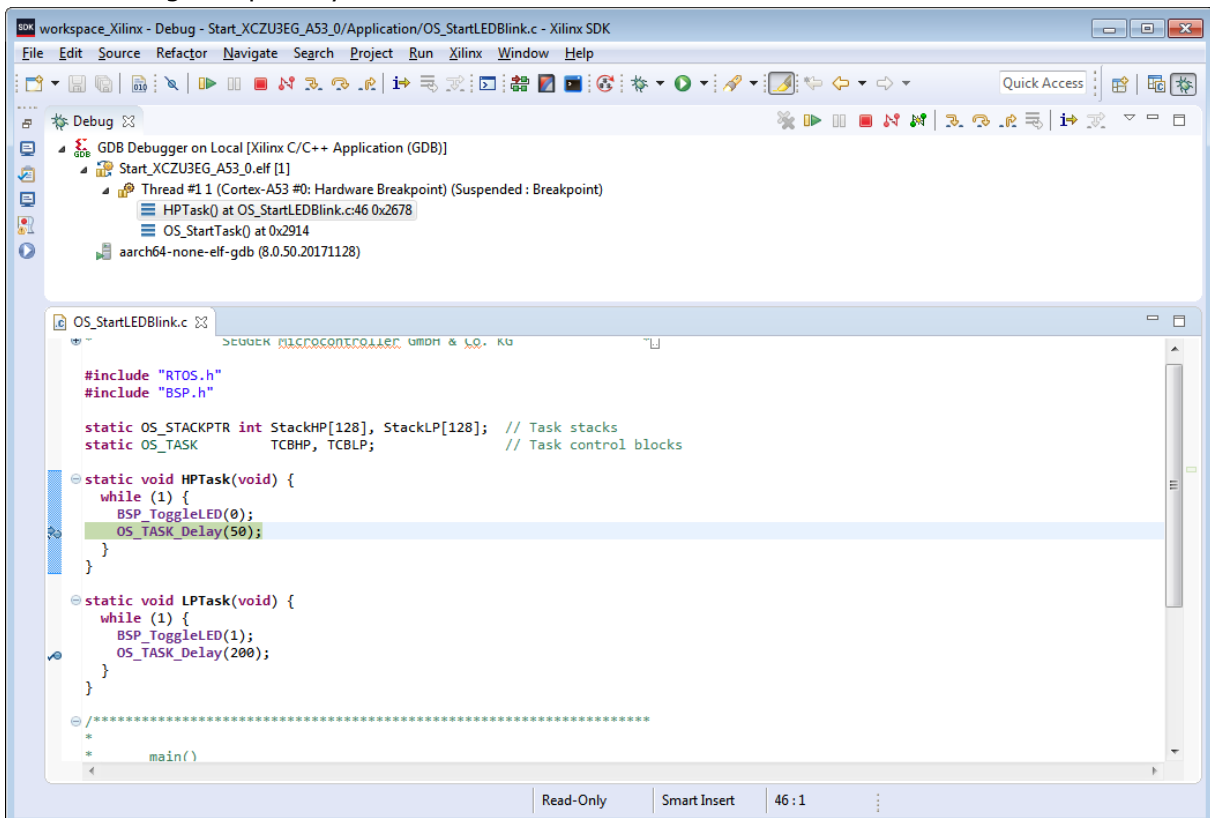 workspace_Xilinx - Debug - Start_XCZU3EG_A53_0/Application/OS_StartLEDBlink.c - Xilinx SDK
File Edit Source Refactor Navigate Search Project Run Xilinx Window Help
Quick Access
Debug
GDB Debugger on Local [Xilinx C/C++ Application (GDB)]
Start_XCZU3EG_A53_0.elf [1]
Thread #1 1 (Cortex-A53 #0: Hardware Breakpoint) (Suspended : Breakpoint)
HPTask() at OS_StartLEDBlink.c:46 0x2678
OS_StartTask() at 0x2914
aarch64-none-elf-gdb (8.0.50.20171128)
OS_StartLEDBlink.c
* SEGGER Microcontroller GmbH & Co. KG *
#include "RTOS.h"
#include "BSP.h"
static OS_STACKPTR int StackHP[128], StackLP[128]; // Task stacks
static OS_TASK TCBHP, TCBLP; // Task control blocks
static void HPTask(void) {
while (1) {
BSP_ToggleLED(0);
OS_TASK_Delay(50);
}
}
static void LPTask(void) {
while (1) {
BSP_ToggleLED(1);
OS_TASK_Delay(200);
}
}
/*********************************************************************
*
* main()
Read-Only Smart Insert 46 : 1